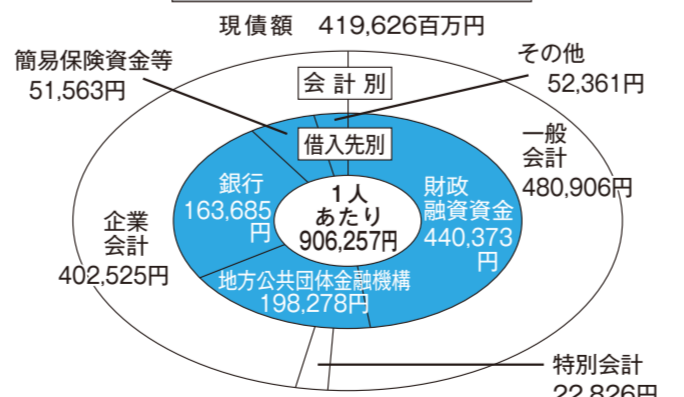 現債額 419,626百万円
簡易保険資金等
51,563円
その他
52,361円
会計別
借入先別
一般
会計
480,906円
銀行
163,685
円
1人
あたり
906,257円
財政
融資資金
440,373
円
企業
会計
402,525円
地方公共団体金融機構
198,278円
特別会計
22,826円